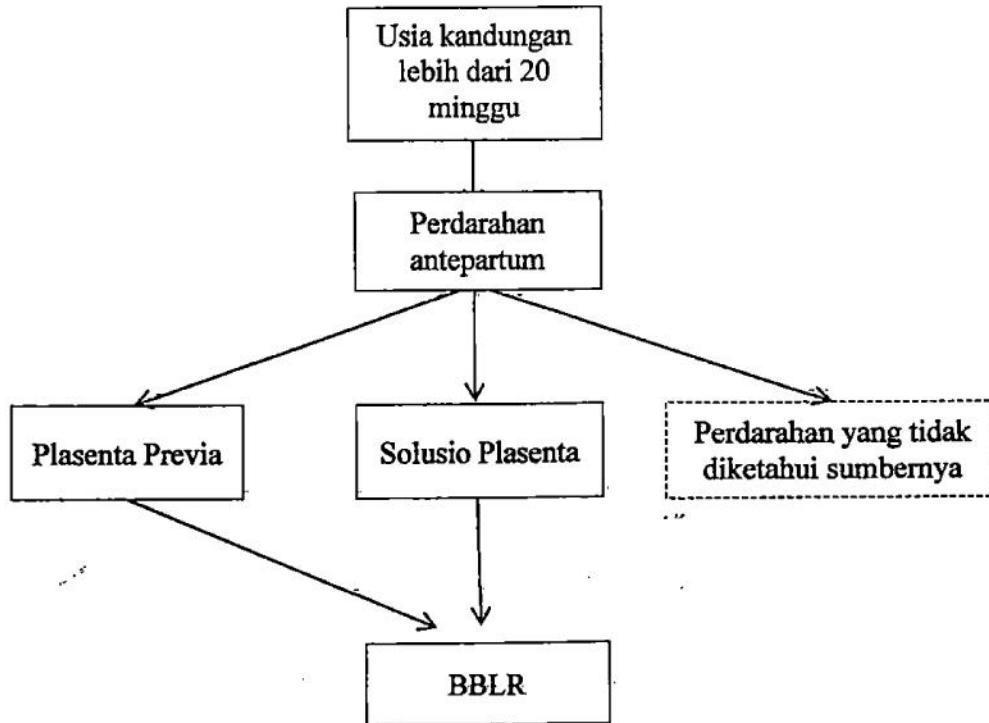 Usia kandungan
lebih dari 20
minggu
Perdarahan
antepartum
Plasenta Previa
Solusio Plasenta
Perdarahan yang tidak
diketahui sumbernya
BBLR